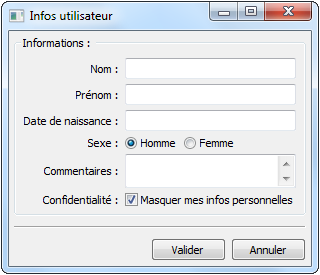 Infos utilisateur
Informations :
Nom :
Prénom :
Date de naissance :
Sexe : Homme Femme
Commentaires :
Confidentialité : Masquer mes infos personnelles
Valider Annuler